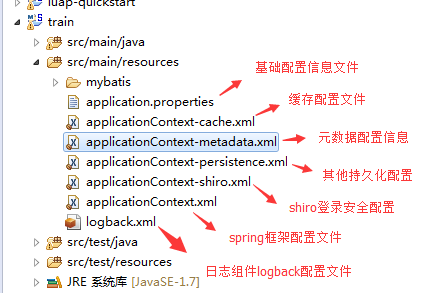 luap-quickstart
train
src/main/java
src/main/resources
mybatis
application.properties
基础配置信息文件
applicationContext-cache.xml
缓存配置文件
applicationContext-metadata.xml
元数据配置信息
applicationContext-persistence.xml
其他持久化配置
applicationContext-shiro.xml
shiro登录安全配置
applicationContext.xml
spring框架配置文件
logback.xml
日志组件logback配置文件
src/test/java
src/test/resources
JRE 系统库 [JavaSE-1.7]